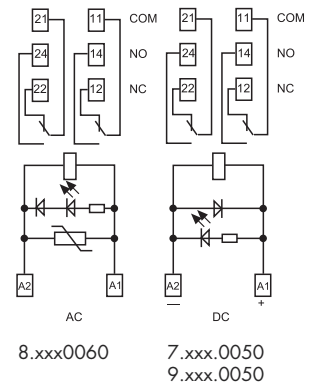 21 11 COM 21 11 COM
24 14 NO 24 14 NO
22 12 NC 22 12 NC
A2 A1 A2 A1
— +
AC DC
8.xxx0060 7.xxx.0050
9.xxx.0050